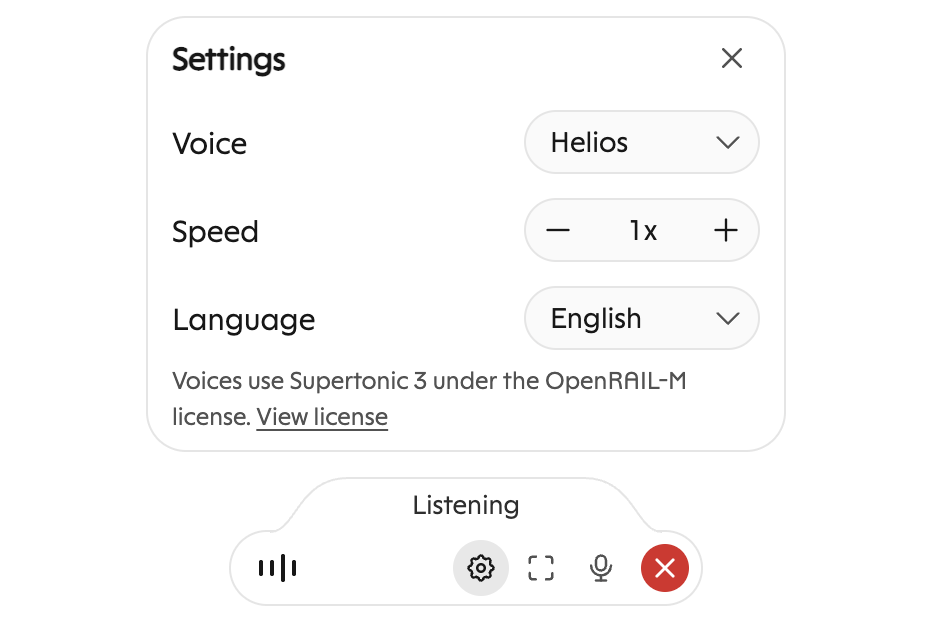 Settings
Voice
Helios
Speed
1x
Language
English
Voices use Supertonic 3 under the OpenRAIL-M
license. View license
Listening